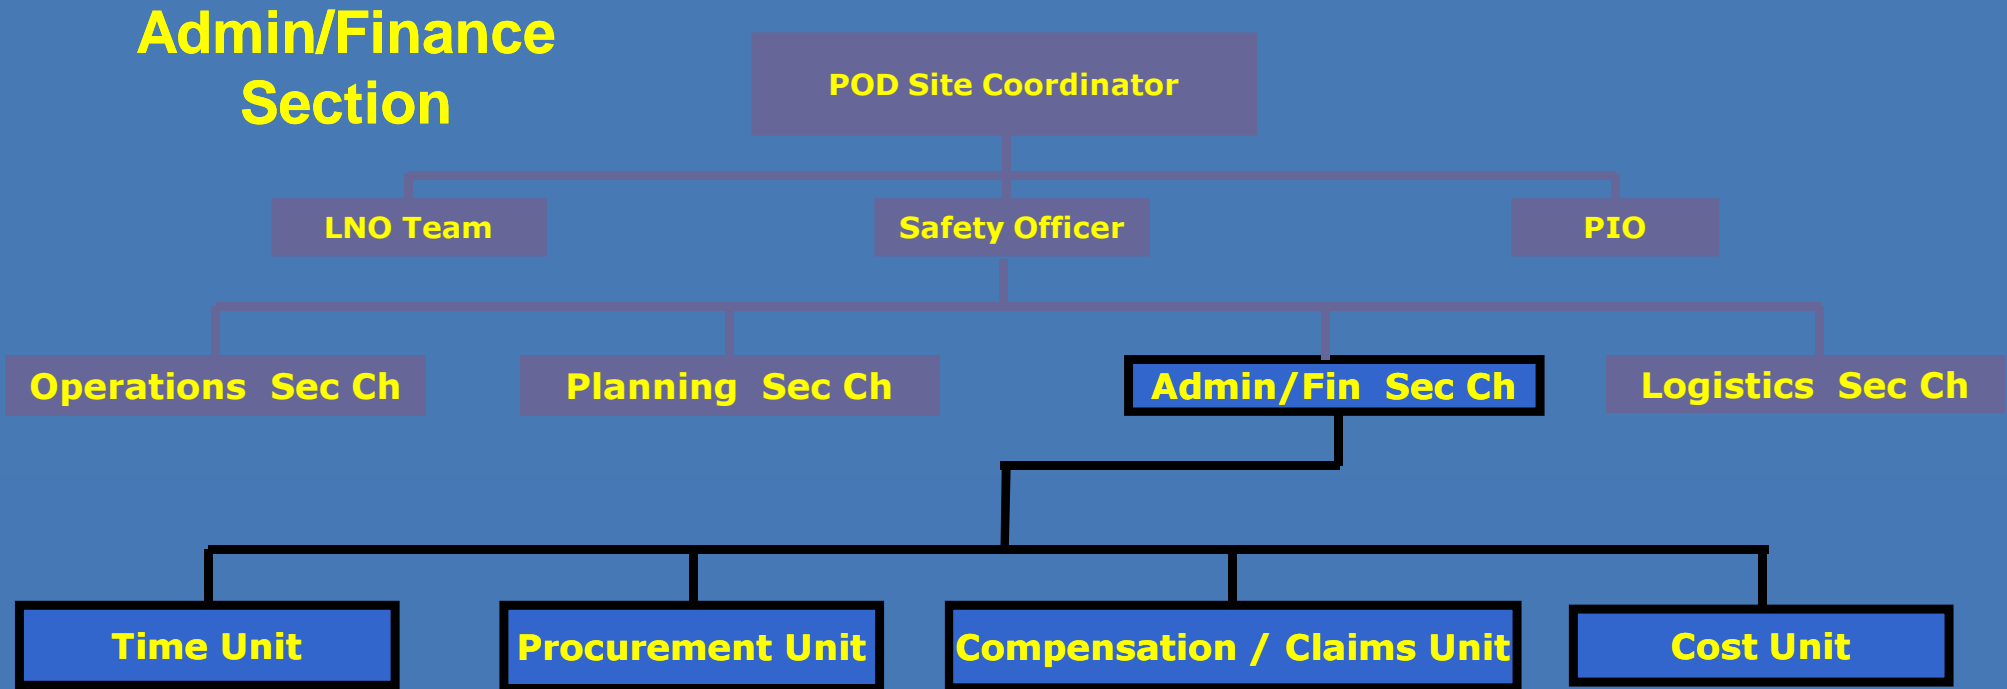 Admin/Finance
Section
POD Site Coordinator
LNO Team
Safety Officer
PIO
Operations  Sec Ch
Planning  Sec Ch
Admin/Fin  Sec Ch
Logistics  Sec Ch
Time Unit
Procurement Unit
Compensation / Claims Unit
Cost Unit